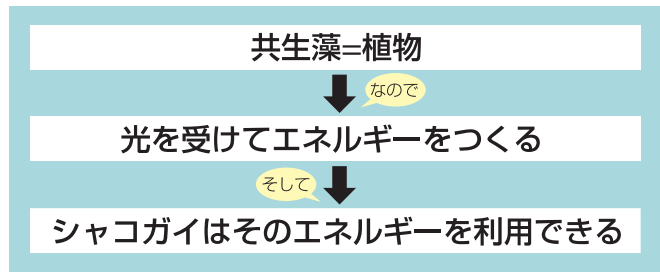 共生藻=植物
なので
光を受けてエネルギーをつくる
そして
シャコガイはそのエネルギーを利用できる